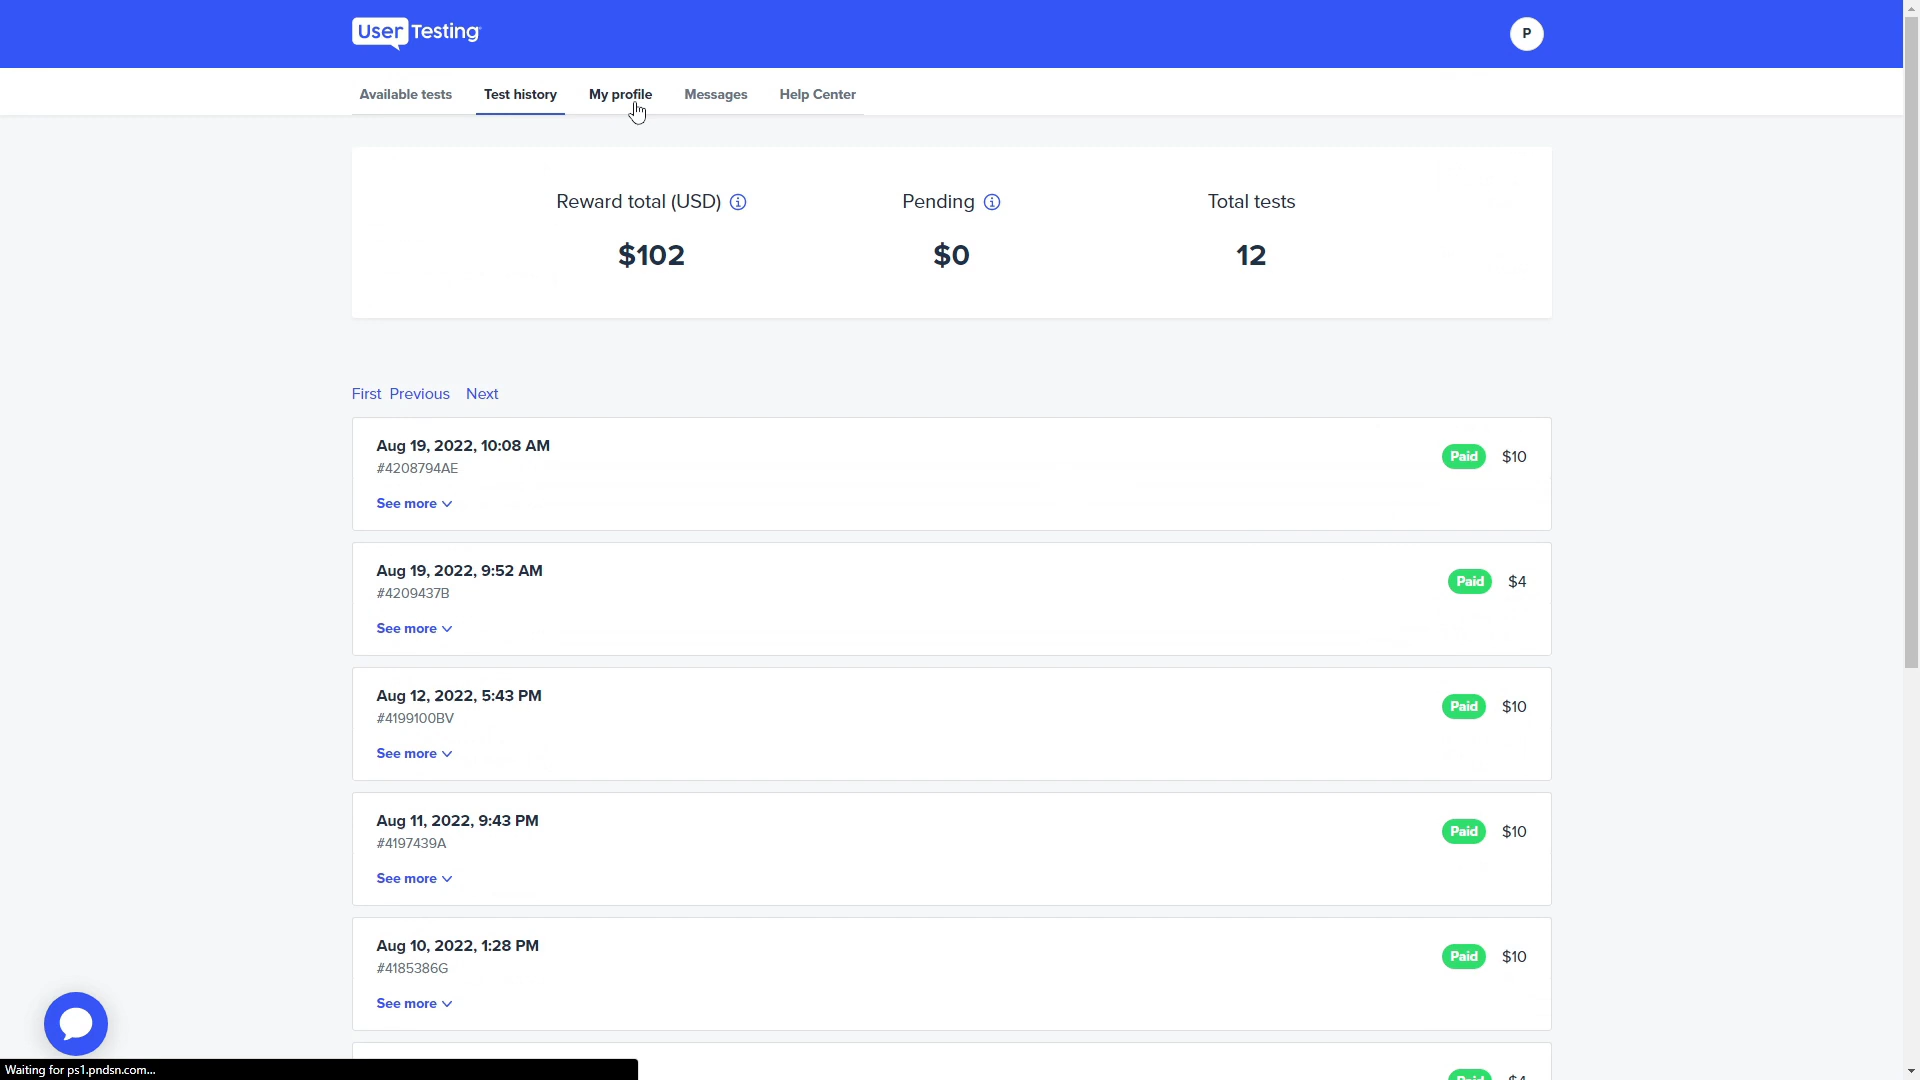 User Testing
P
Available tests Test history My profile Messages Help Center
Reward total (USD) Pending Total tests
$102 $0 12
First Previous Next
Aug 19, 2022, 10:08 AM
#4208794AE
Paid $10
See more
Aug 19, 2022, 9:52 AM
#4209437B
Paid $4
See more
Aug 12, 2022, 5:43 PM
#4199100BV
Paid $10
See more
Aug 11, 2022, 9:43 PM
#4197439A
Paid $10
See more
Aug 10, 2022, 1:28 PM
#4185386G
Paid $10
See more
Paid $4
Waiting for ps1.pndsn.com...